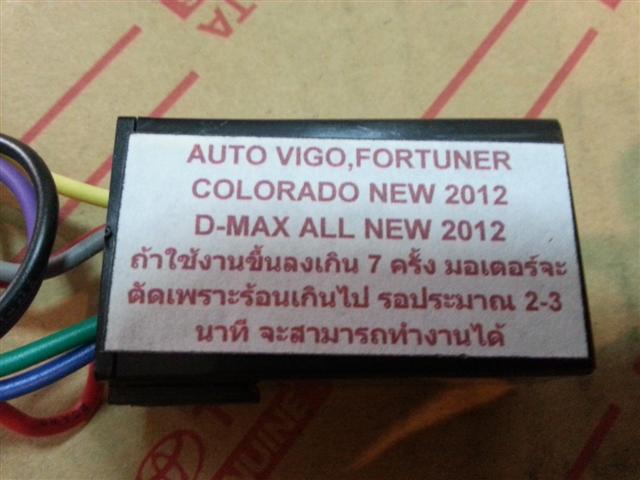 AUTO VIGO,FORTUNER
COLORADO NEW 2012
D-MAX ALL NEW 2012
ถ้าใช้งานขึ้นลงเกิน 7 ครั้ง มอเตอร์จะ
ตัดเพราะร้อนเกินไป รอประมาณ 2-3
นาที จะสามารถทำงานได้